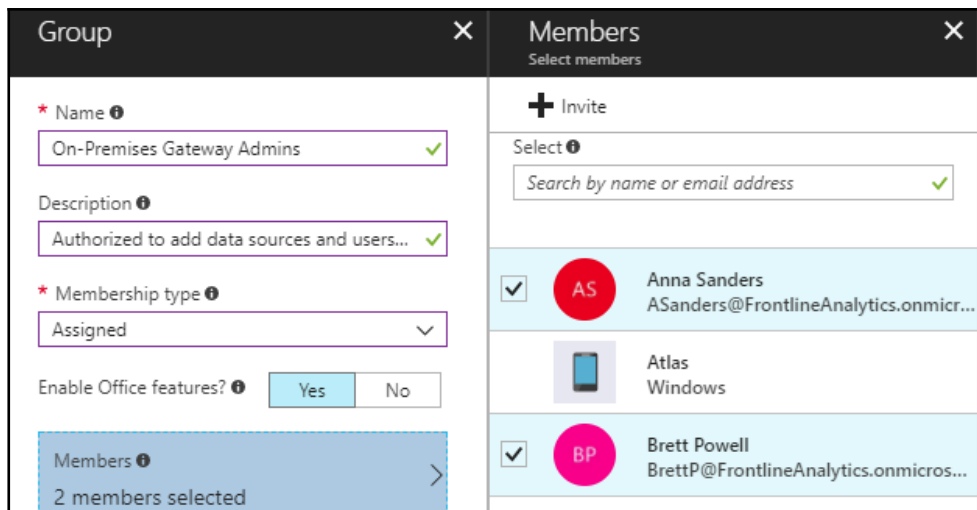 Group
* Name
On-Premises Gateway Admins
Description
Authorized to add data sources and users...
* Membership type
Assigned
Enable Office features?
Yes
No
Members
2 members selected
Members
Select members
Invite
Select
Search by name or email address
AS
Anna Sanders
ASanders@FrontlineAnalytics.onmicr...
Atlas
Windows
BP
Brett Powell
BrettP@FrontlineAnalytics.onmicros...